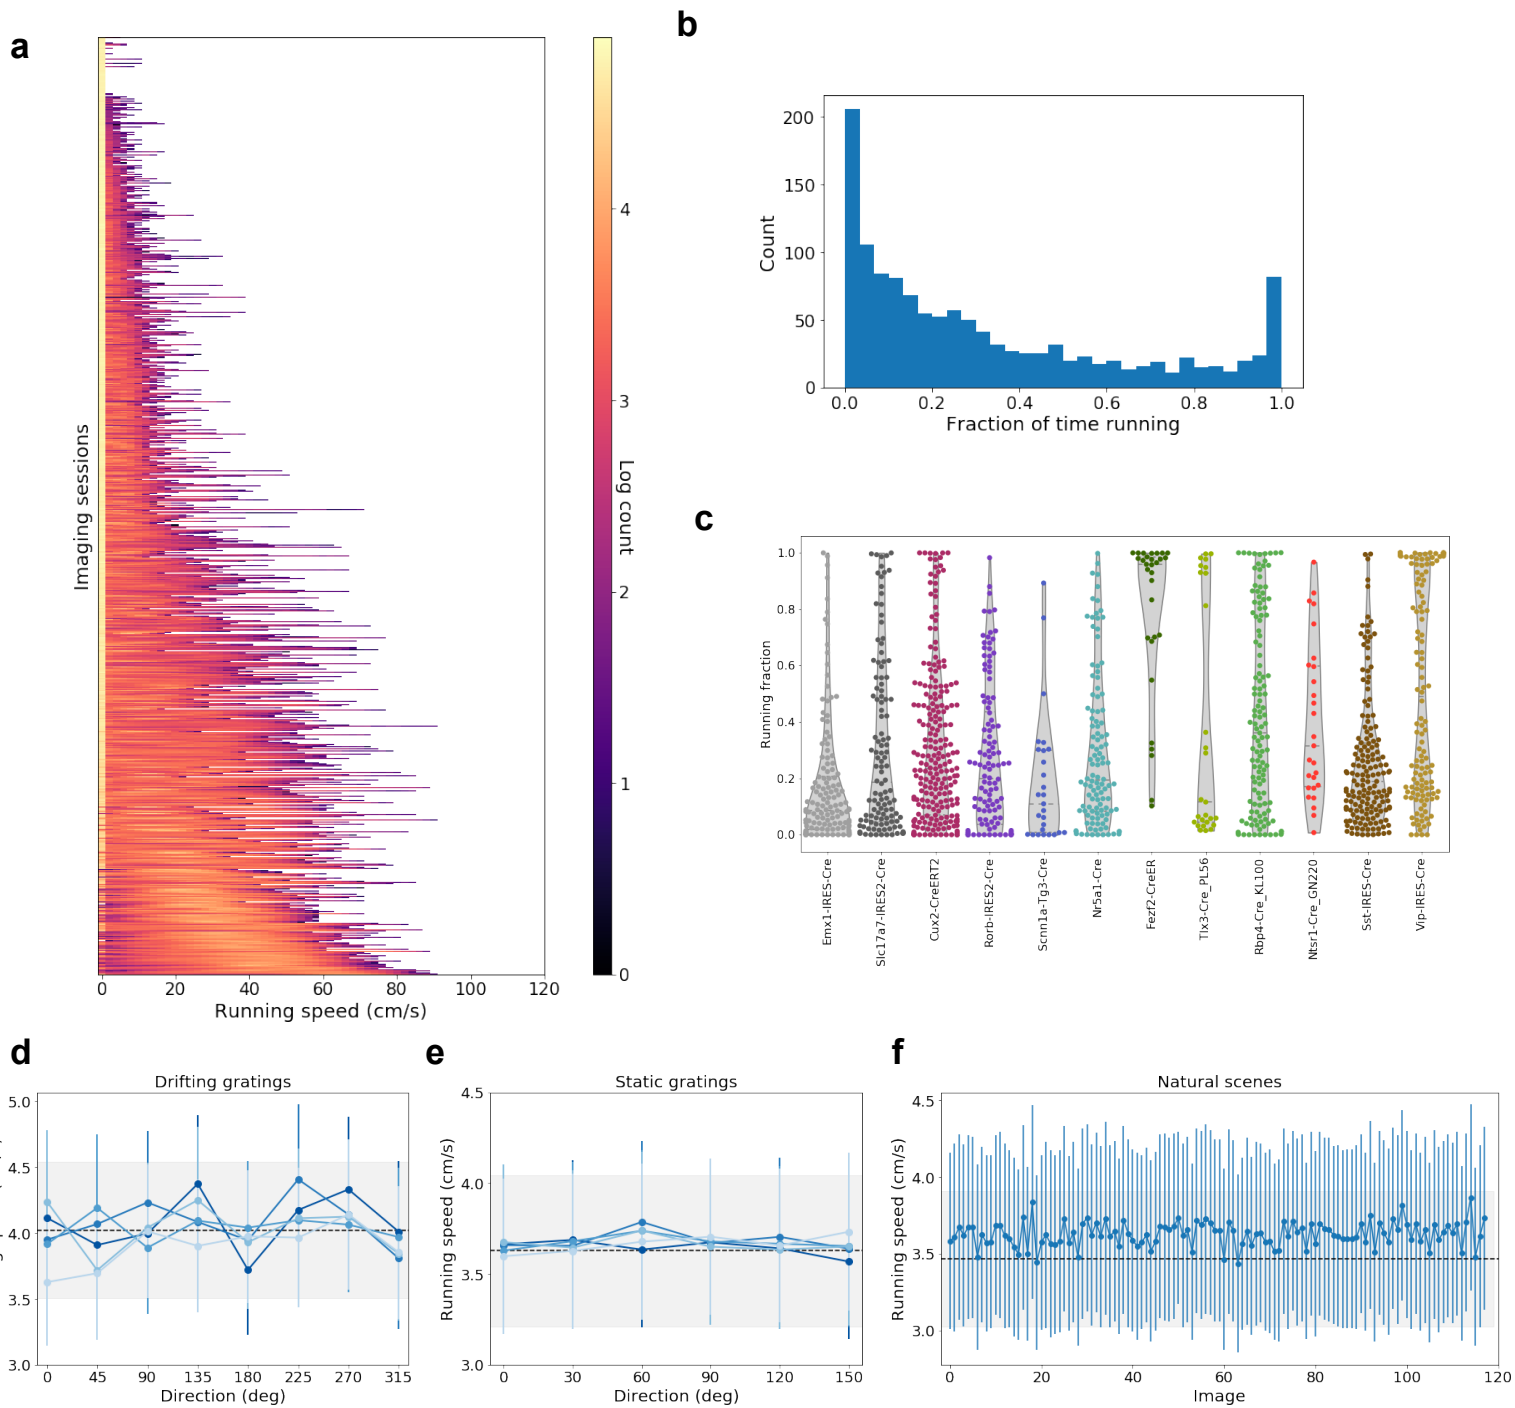 a
Imaging sessions
0 20 40 60 80 100 120
Running speed (cm/s)
4
3
2
1
0
Log count
b
200
150
100
50
0
Count
0.0 0.2 0.4 0.6 0.8 1.0
Fraction of time running
c
1.0
0.8
0.6
0.4
0.2
0.0
Running fraction
Emx1-IRES-Cre
Slc17a7-IRES2-Cre
Cux2-CreERT2
Rorb-IRES2-Cre
Scnn1a-Tg3-Cre
Nr5a1-Cre
Fezf2-CreER
Tlx3-Cre_PL56
Rbp4-Cre_KL100
Ntsr1-Cre_GN220
Sst-IRES-Cre
Vip-IRES-Cre
d
Drifting gratings
5.0
4.5
4.0
3.5
3.0
0 45 90 135 180 225 270 315
Direction (deg)
e
Static gratings
4.5
4.0
3.5
3.0
Running speed (cm/s)
0 30 60 90 120 150
Direction (deg)
f
Natural scenes
4.5
4.0
3.5
3.0
Running speed (cm/s)
0 20 40 60 80 100 120
Image